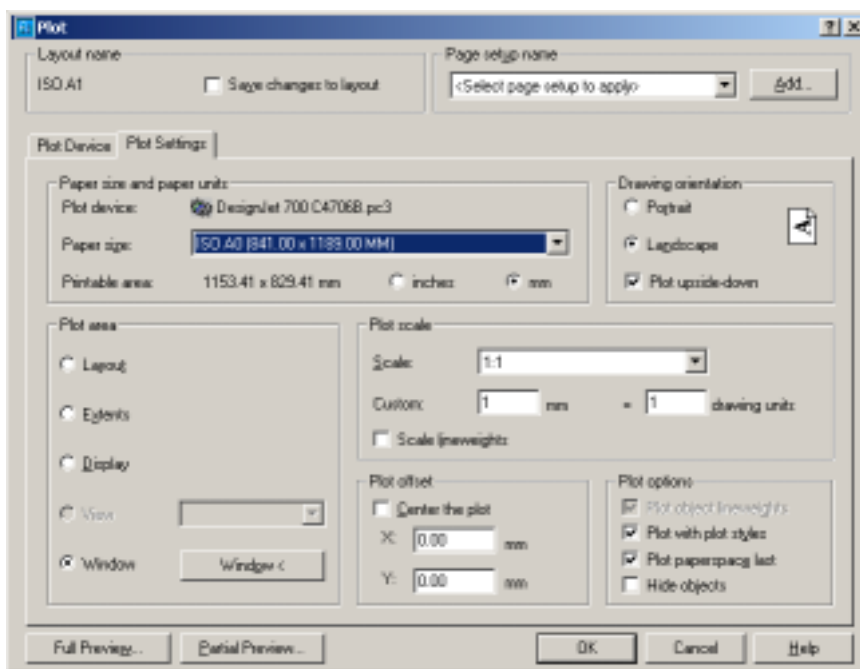 Plot
Layout name
ISO A1
Save changes to layout
Page setup name
<Select page setup to apply>
Add...
Plot Device
Plot Settings
Paper size and paper units
Plot device:
DesignJet 700 C4706B.pc3
Paper size:
ISO A0 (841.00 x 1189.00 MM)
Printable area:
1153.41 x 829.41 mm
inches
mm
Drawing orientation
Portrait
Landscape
Plot upside-down
A
Plot area
Layout
Extents
Display
View
Window
Window <
Plot scale
Scale:
1:1
Custom:
1
mm
=
1
drawing units
Scale lineweights
Plot offset
Center the plot
X:
0.00
mm
Y:
0.00
mm
Plot options
Plot object lineweights
Plot with plot styles
Plot paperspace last
Hide objects
Full Preview...
Partial Preview...
OK
Cancel
Help